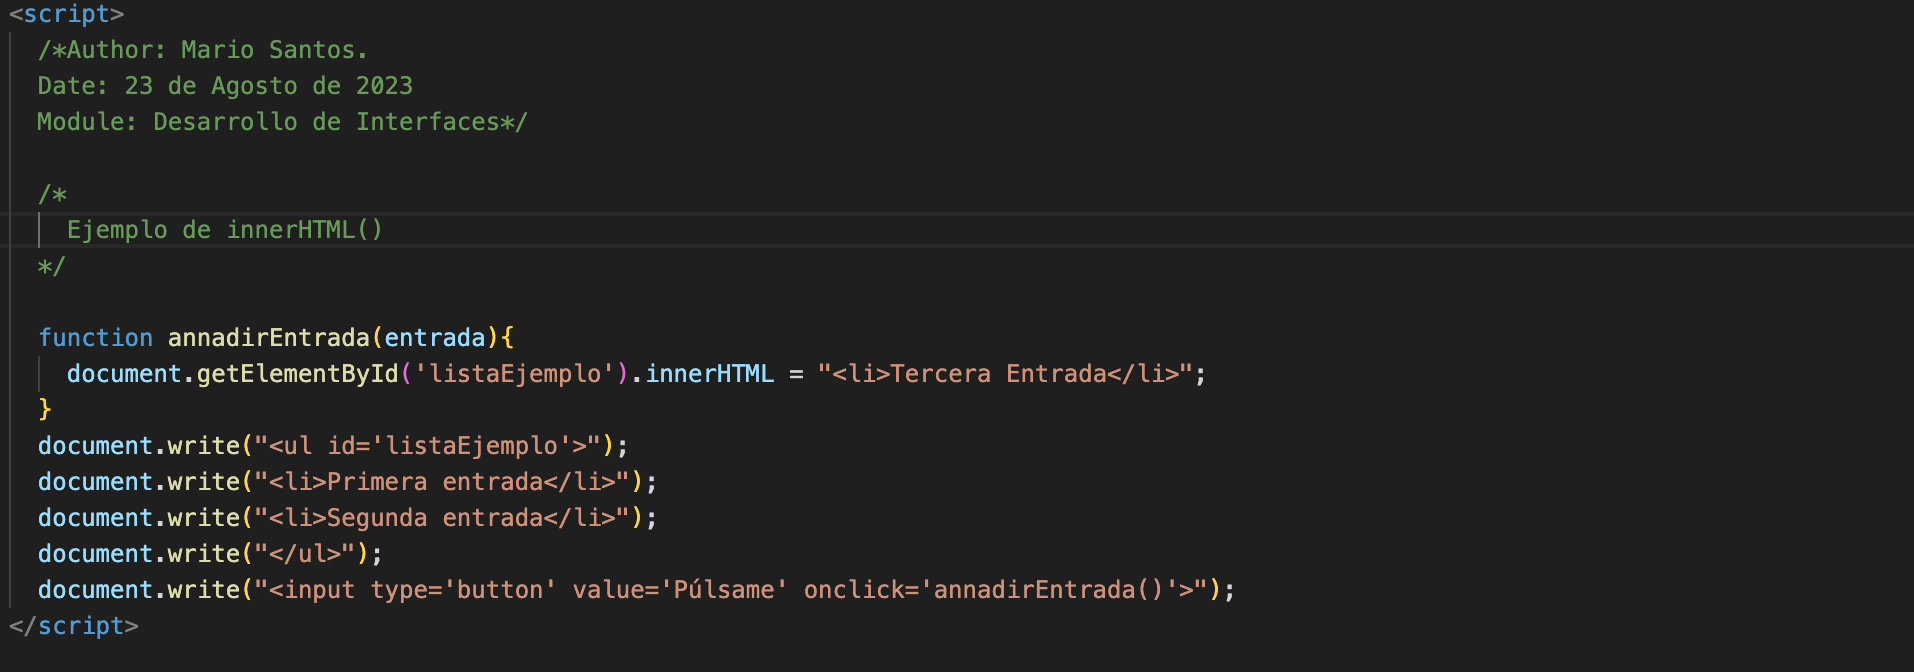 <script>
/*Author: Mario Santos.
Date: 23 de Agosto de 2023
Module: Desarrollo de Interfaces*/
/*
Ejemplo de innerHTML()
*/
function annadirEntrada(entrada){
document.getElementById('listaEjemplo').innerHTML = "<li>Tercera Entrada</li>";
}
document.write("<ul id='listaEjemplo'>");
document.write("<li>Primera entrada</li>");
document.write("<li>Segunda entrada</li>");
document.write("</ul>");
document.write("<input type='button' value='Púlsame' onclick='annadirEntrada()'>");
</script>